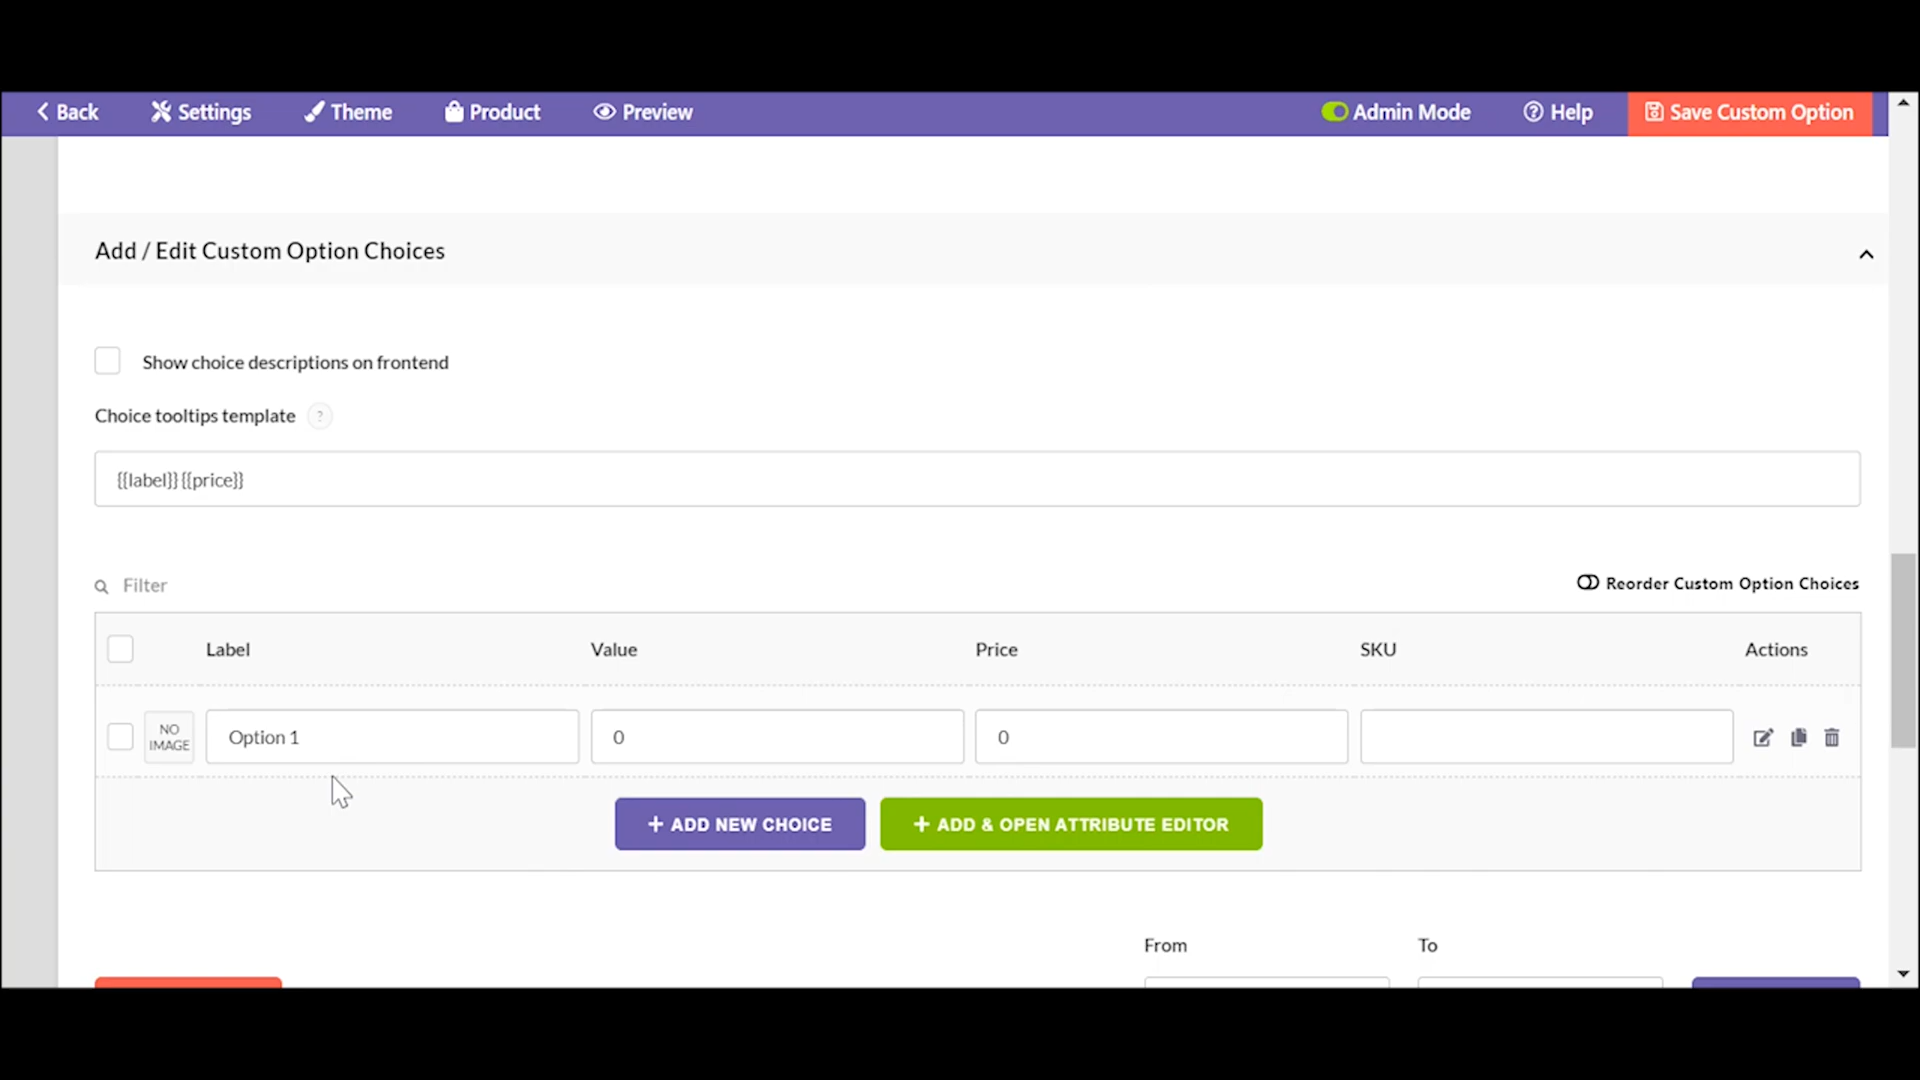 Back Settings Theme Product Preview Admin Mode Help Save Custom Option
Add / Edit Custom Option Choices
Show choice descriptions on frontend
Choice tooltips template ?
{{label}} {{price}}
Filter Reorder Custom Option Choices
Label Value Price SKU Actions
NO IMAGE Option 1 0 0
+ ADD NEW CHOICE + ADD & OPEN ATTRIBUTE EDITOR
From To